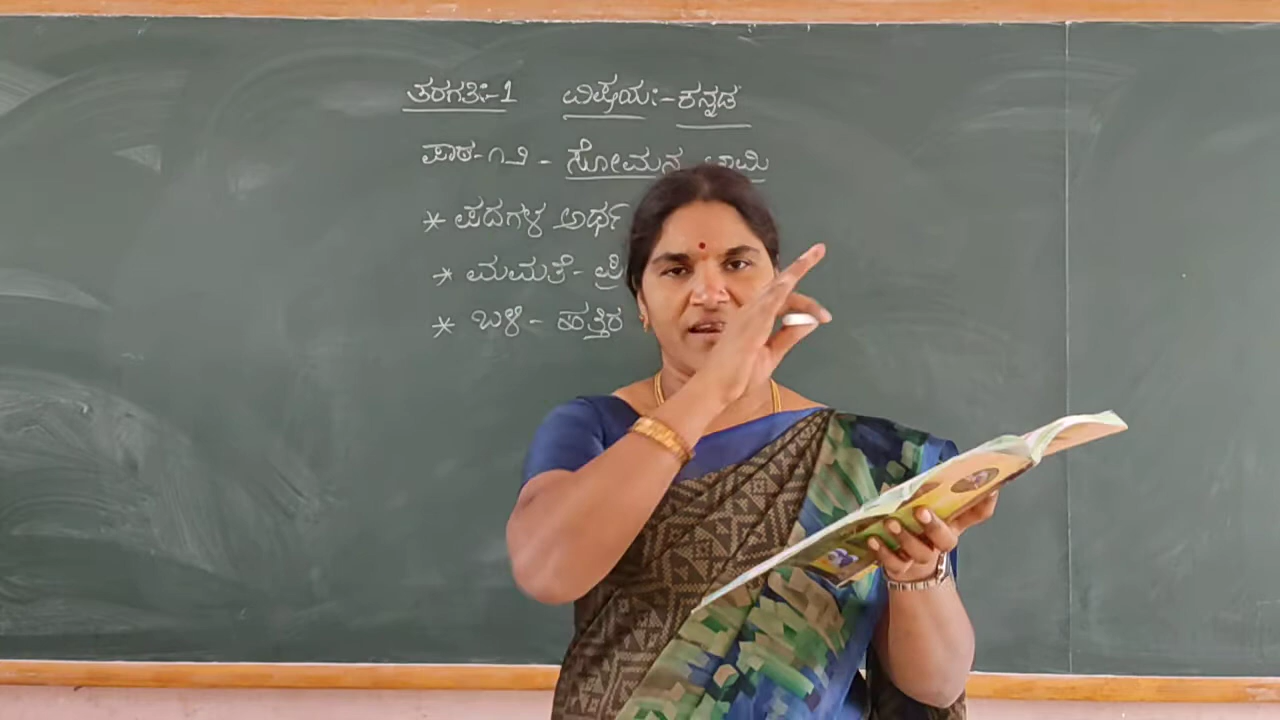 ತರಗತಿ:-1 ವಿಷಯ:-ಕನ್ನಡ
ಪಾಠ-೧೨ - ಸೋಮನ
* ಪದಗಳ ಅರ್ಥ
* ಮಮತೆ- ಪ್ರೀ
* ಬಳಿ - ಹತ್ತಿರ